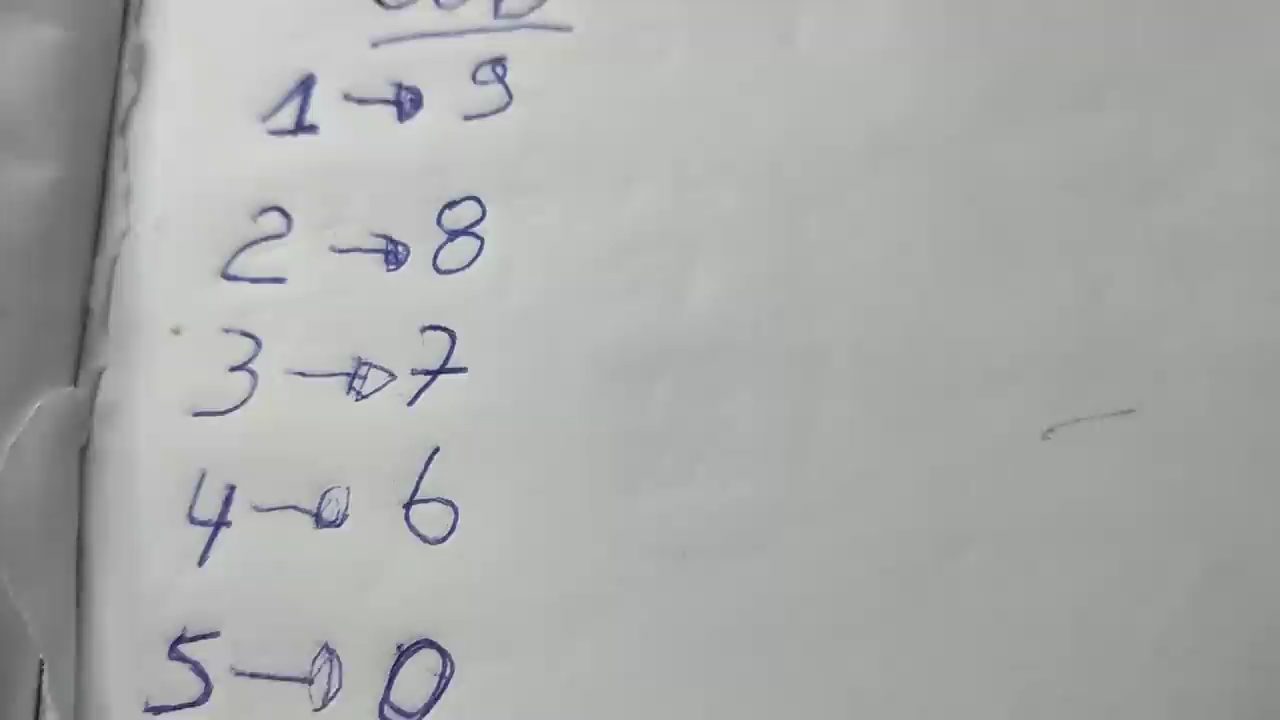 1 → 9
2 → 8
3 → 7
4 → 6
5 → 0